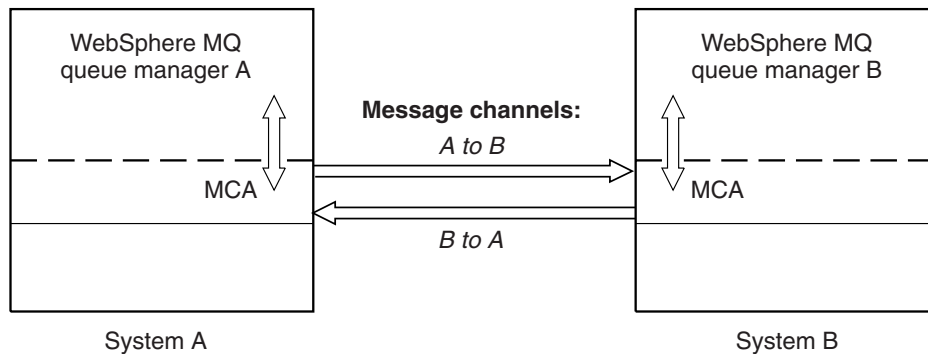 WebSphere MQ
queue manager A
WebSphere MQ
queue manager B
Message channels:
A to B
MCA
MCA
B to A
System A
System B